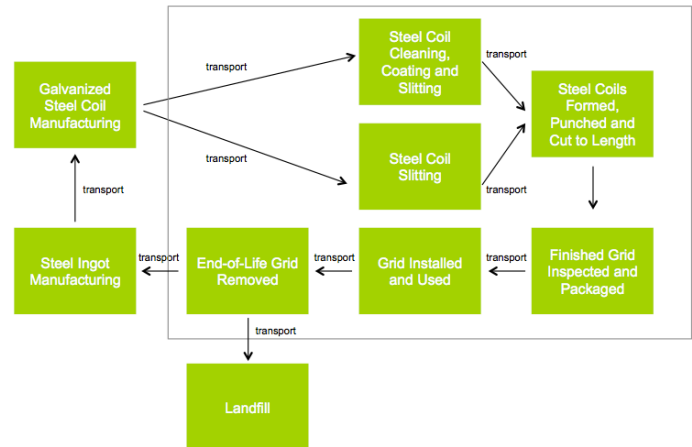 Steel Coil
Cleaning,
Coating and
Slitting
transport
transport
Galvanized
Steel Coil
Manufacturing
Steel Coils
Formed,
Punched and
Cut to Length
transport
Steel Coil
Slitting
transport
transport
Steel Ingot
Manufacturing
transport
End-of-Life Grid
Removed
transport
Grid Installed
and Used
transport
Finished Grid
Inspected and
Packaged
transport
Landfill